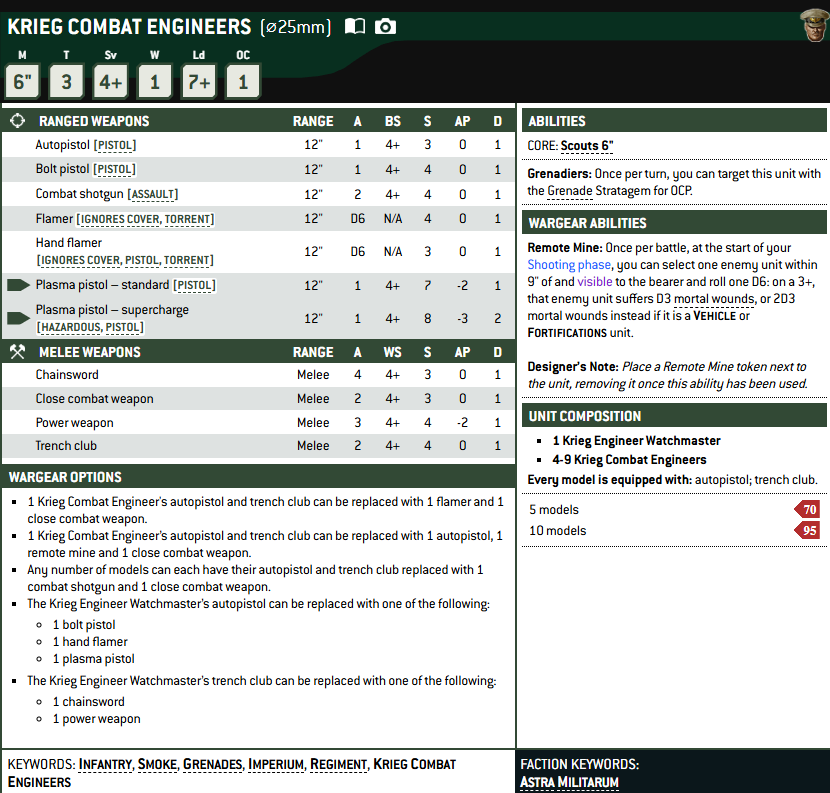 KRIEG COMBAT ENGINEERS (⌀25mm)
M T Sv W Ld OC
6" 3 4+ 1 7+ 1
RANGED WEAPONS RANGE A BS S AP D
Autopistol [PISTOL] 12" 1 4+ 3 0 1
Bolt pistol [PISTOL] 12" 1 4+ 4 0 1
Combat shotgun [ASSAULT] 12" 2 4+ 4 0 1
Flamer [IGNORES COVER, TORRENT] 12" D6 N/A 4 0 1
Hand flamer
[IGNORES COVER, PISTOL, TORRENT] 12" D6 N/A 3 0 1
Plasma pistol – standard [PISTOL] 12" 1 4+ 7 -2 1
Plasma pistol – supercharge
[HAZARDOUS, PISTOL] 12" 1 4+ 8 -3 2
MELEE WEAPONS RANGE A WS S AP D
Chainsword Melee 4 4+ 3 0 1
Close combat weapon Melee 2 4+ 3 0 1
Power weapon Melee 3 4+ 4 -2 1
Trench club Melee 2 4+ 4 0 1
WARGEAR OPTIONS
▪ 1 Krieg Combat Engineer's autopistol and trench club can be replaced with 1 flamer and 1
close combat weapon.
▪ 1 Krieg Combat Engineer's autopistol and trench club can be replaced with 1 autopistol, 1
remote mine and 1 close combat weapon.
▪ Any number of models can each have their autopistol and trench club replaced with 1
combat shotgun and 1 close combat weapon.
▪ The Krieg Engineer Watchmaster's autopistol can be replaced with one of the following:
◦ 1 bolt pistol
◦ 1 hand flamer
◦ 1 plasma pistol
▪ The Krieg Engineer Watchmaster's trench club can be replaced with one of the following:
◦ 1 chainsword
◦ 1 power weapon
ABILITIES
CORE: Scouts 6"
Grenadiers: Once per turn, you can target this unit with
the Grenade Stratagem for 0CP.
WARGEAR ABILITIES
Remote Mine: Once per battle, at the start of your
Shooting phase, you can select one enemy unit within
9" of and visible to the bearer and roll one D6: on a 3+,
that enemy unit suffers D3 mortal wounds, or 2D3
mortal wounds instead if it is a VEHICLE or
FORTIFICATIONS unit.
Designer's Note: Place a Remote Mine token next to
the unit, removing it once this ability has been used.
UNIT COMPOSITION
▪ 1 Krieg Engineer Watchmaster
▪ 4-9 Krieg Combat Engineers
Every model is equipped with: autopistol; trench club.
5 models 70
10 models 95
KEYWORDS: INFANTRY, SMOKE, GRENADES, IMPERIUM, REGIMENT, KRIEG COMBAT
ENGINEERS
FACTION KEYWORDS:
ASTRA MILITARUM